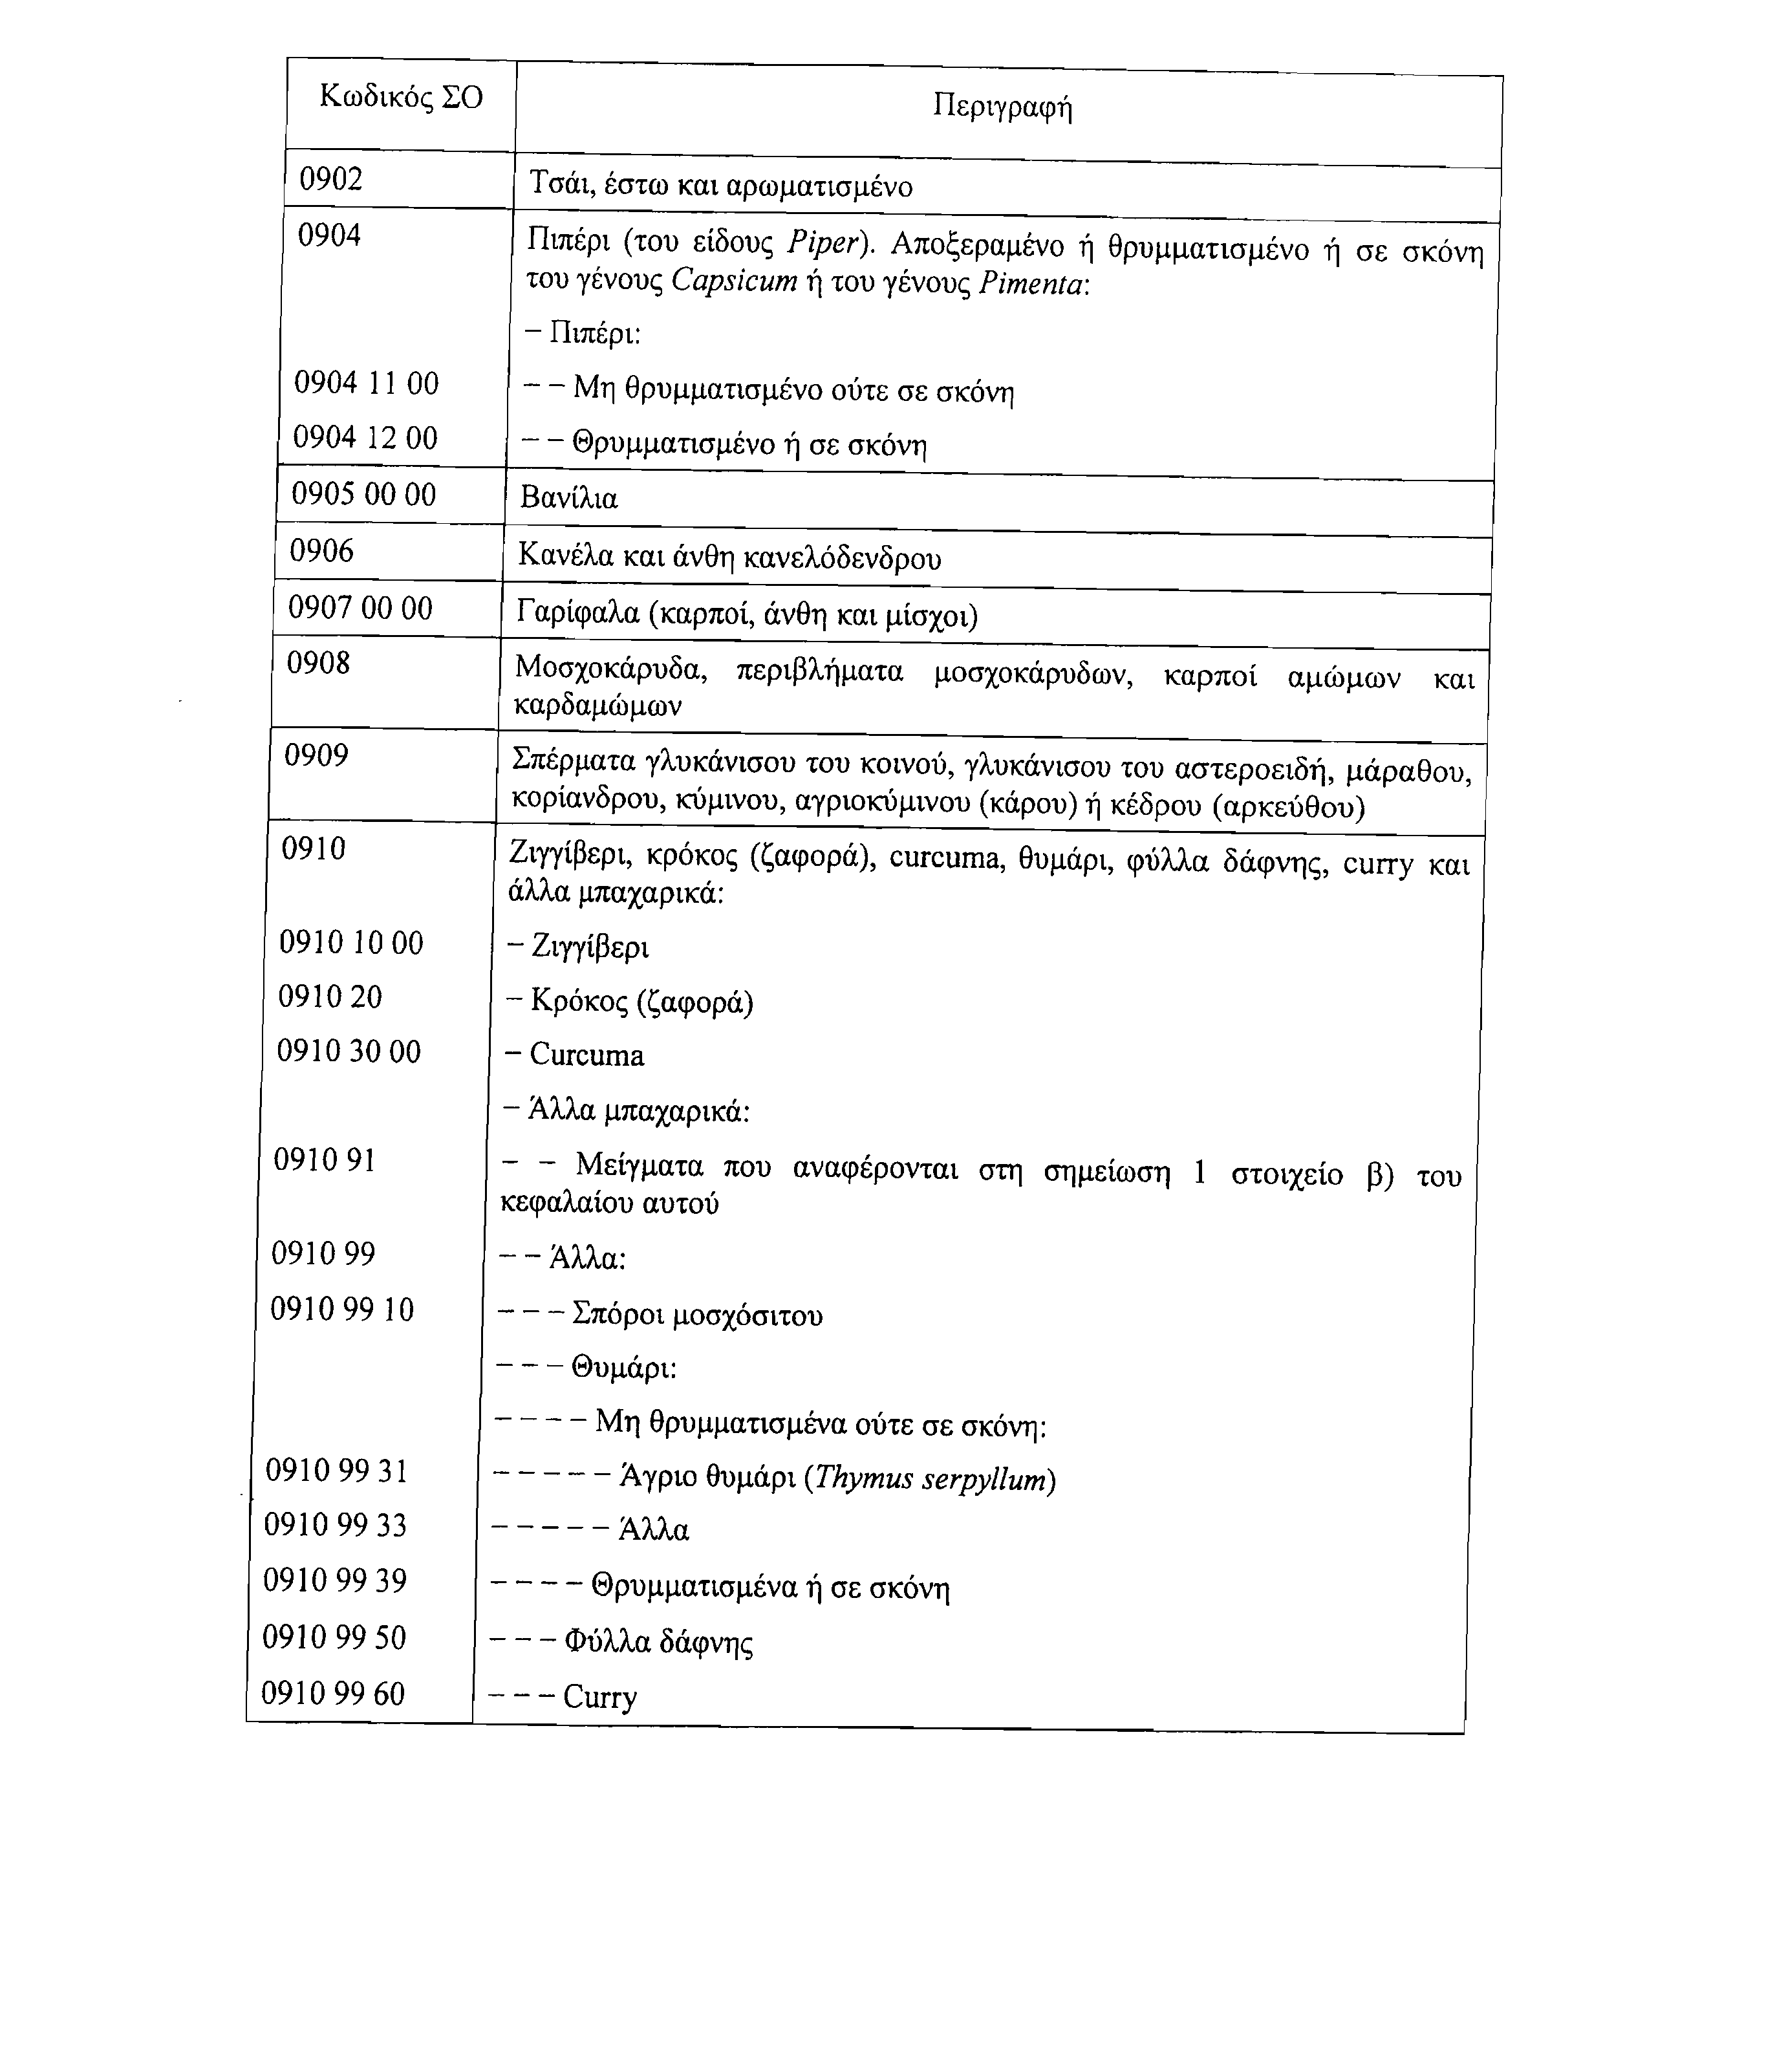 Κωδικός ΣΟ Περιγραφή
0902 Τσάι, έστω και αρωματισμένο
0904 Πιπέρι (του είδους Piper). Αποξεραμένο ή θρυμματισμένο ή σε σκόνη
του γένους Capsicum ή του γένους Pimenta:
– Πιπέρι:
0904 11 00 – – Μη θρυμματισμένο ούτε σε σκόνη
0904 12 00 – – Θρυμματισμένο ή σε σκόνη
0905 00 00 Βανίλια
0906 Κανέλα και άνθη κανελόδενδρου
0907 00 00 Γαρίφαλα (καρποί, άνθη και μίσχοι)
0908 Μοσχοκάρυδα, περιβλήματα μοσχοκάρυδων, καρποί αμώμων και
καρδαμώμων
0909 Σπέρματα γλυκάνισου του κοινού, γλυκάνισου του αστεροειδή, μάραθου,
κορίανδρου, κύμινου, αγριοκύμινου (κάρου) ή κέδρου (αρκεύθου)
0910 Ζιγγίβερι, κρόκος (ζαφορά), curcuma, θυμάρι, φύλλα δάφνης, curry και
άλλα μπαχαρικά:
0910 10 00 – Ζιγγίβερι
0910 20 – Κρόκος (ζαφορά)
0910 30 00 – Curcuma
– Άλλα μπαχαρικά:
0910 91 – – Μείγματα που αναφέρονται στη σημείωση 1 στοιχείο β) του
κεφαλαίου αυτού
0910 99 – – Άλλα:
0910 99 10 – – – Σπόροι μοσχόσιτου
– – – Θυμάρι:
– – – – Μη θρυμματισμένα ούτε σε σκόνη:
0910 99 31 – – – – – Άγριο θυμάρι (Thymus serpyllum)
0910 99 33 – – – – – Άλλα
0910 99 39 – – – – Θρυμματισμένα ή σε σκόνη
0910 99 50 – – – Φύλλα δάφνης
0910 99 60 – – – Curry